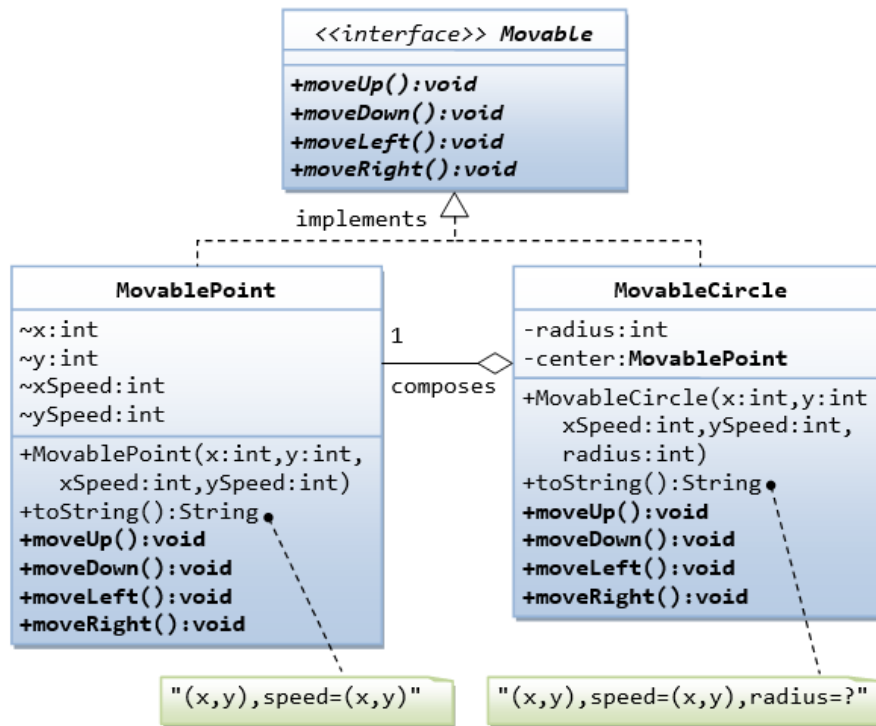 <<interface>> Movable
+moveUp():void
+moveDown():void
+moveLeft():void
+moveRight():void
implements
MovablePoint
~x:int
~y:int
~xSpeed:int
~ySpeed:int
+MovablePoint(x:int,y:int,
xSpeed:int,ySpeed:int)
+toString():String
+moveUp():void
+moveDown():void
+moveLeft():void
+moveRight():void
"(x,y),speed=(x,y)"
1
composes
MovableCircle
-radius:int
-center:MovablePoint
+MovableCircle(x:int,y:int
xSpeed:int,ySpeed:int,
radius:int)
+toString():String
+moveUp():void
+moveDown():void
+moveLeft():void
+moveRight():void
"(x,y),speed=(x,y),radius=?"